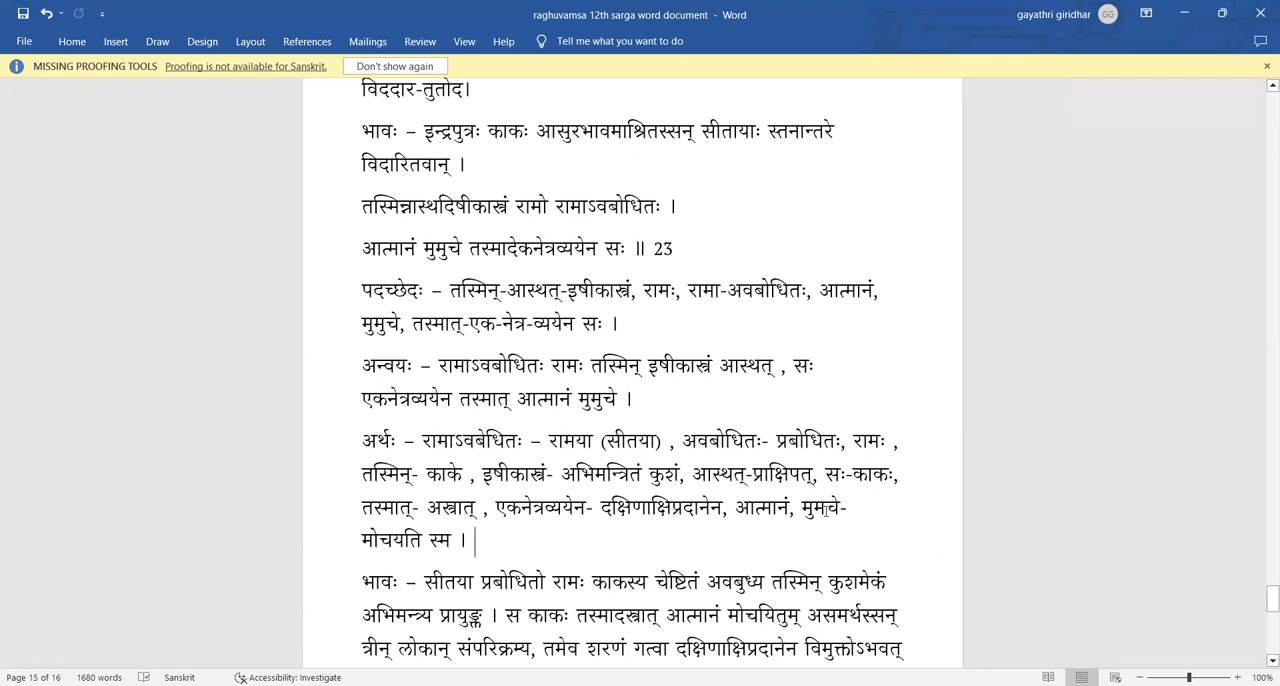 raghuvamsa 12th sarga word document - Word
gayathri giridhar GG
File Home Insert Draw Design Layout References Mailings Review View Help Tell me what you want to do
MISSING PROOFING TOOLS Proofing is not available for Sanskrit. Don't show again
विददार-तुतोद।
भावः – इन्द्रपुत्रः काकः आसुरभावमाश्रितस्सन् सीतायाः स्तनान्तरे
विदारितवान् ।
तस्मिन्नास्थदिषीकास्त्रं रामो रामाऽवबोधितः ।
आत्मानं मुमुचे तस्मादेकनेत्रव्ययेन सः ॥ 23
पदच्छेदः – तस्मिन्-आस्थत्-इषीकास्त्रं, रामः, रामा-अवबोधितः, आत्मानं,
मुमुचे, तस्मात्-एक-नेत्र-व्ययेन सः ।
अन्वयः – रामाऽवबोधितः रामः तस्मिन् इषीकास्त्रं आस्थत् , सः
एकनेत्रव्ययेन तस्मात् आत्मानं मुमुचे ।
अर्थः – रामाऽवबेधितः – रामया (सीतया) , अवबोधितः- प्रबोधितः, रामः ,
तस्मिन्- काके , इषीकास्त्रं- अभिमन्त्रितं कुशं, आस्थत्-प्राक्षिपत्, सः-काकः,
तस्मात्- अस्त्रात् , एकनेत्रव्ययेन- दक्षिणाक्षिप्रदानेन, आत्मानं, मुमुचे-
मोचयति स्म ।
भावः – सीतया प्रबोधितो रामः काकस्य चेष्टितं अवबुध्य तस्मिन् कुशमेकं
अभिमन्त्र्य प्रायुङ्क्त । स काकः तस्मादस्त्रात् आत्मानं मोचयितुम् असमर्थस्सन्
त्रीन् लोकान् संपरिक्रम्य, तमेव शरणं गत्वा दक्षिणाक्षिप्रदानेन विमुक्तोऽभवत्
Page 15 of 16 1680 words Sanskrit Accessibility: Investigate 100%